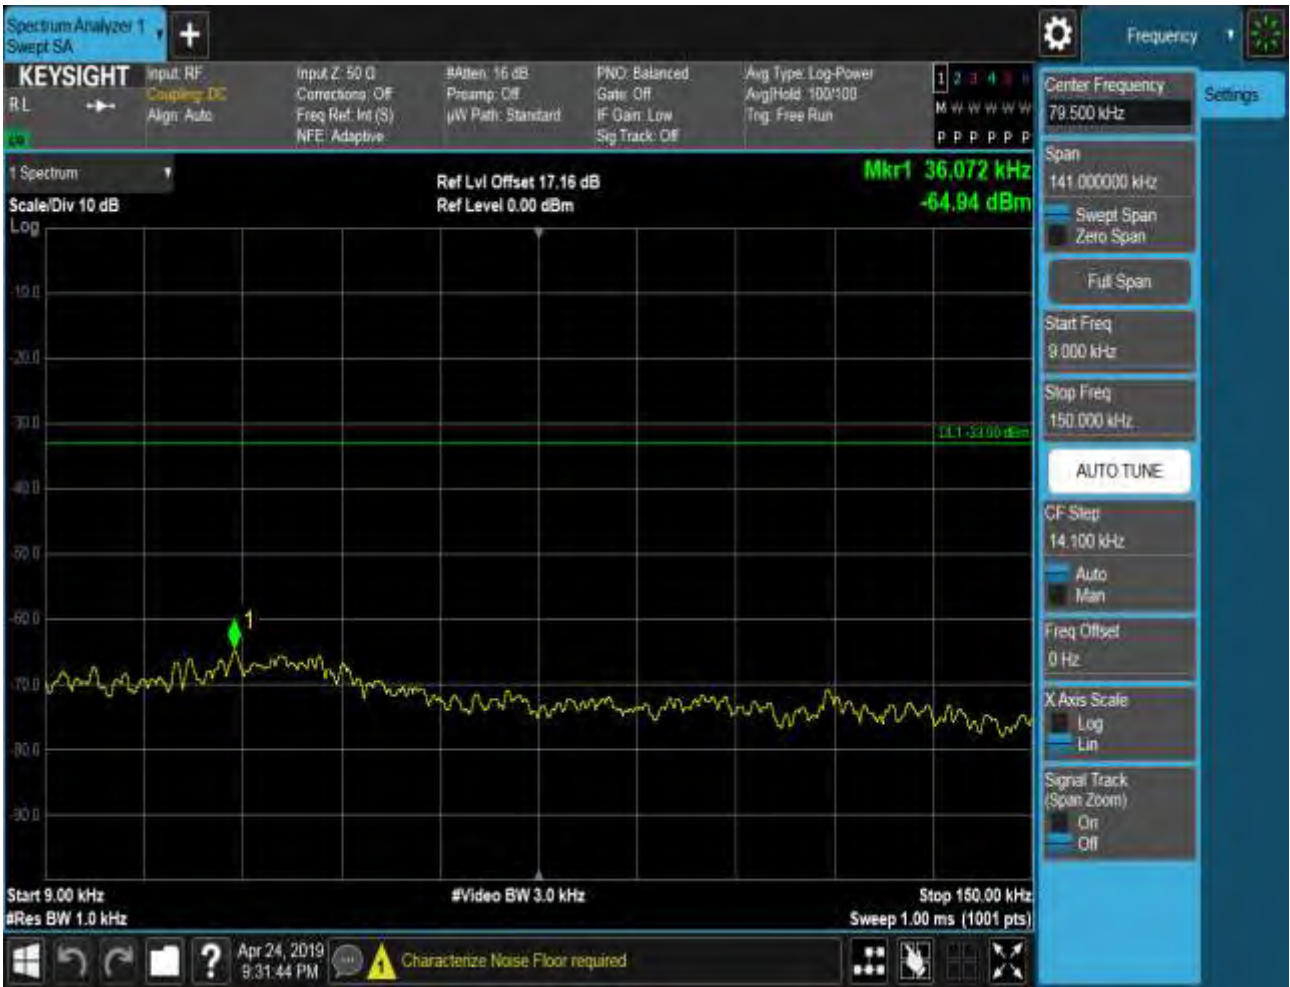 Spectrum Analyzer 1
Swept SA
+
Frequency
KEYSIGHT
RL
Input: RF
Coupling: DC
Align: Auto
Input Z: 50 Ω
Corrections: Off
Freq Ref: Int (S)
NFE: Adaptive
#Atten: 16 dB
Preamp: Off
µW Path: Standard
PNO: Balanced
Gate: Off
IF Gain: Low
Sig Track: Off
Avg Type: Log-Power
Avg|Hold: 100/100
Trig: Free Run
1 2 3 4 5 6
M W W W W W
P P P P P P
1 Spectrum
Scale/Div 10 dB
Log
Ref Lvl Offset 17.16 dB
Ref Level 0.00 dBm
Mkr1 36.072 kHz
-64.94 dBm
-10.0
-20.0
-30.0
DL1 -33.00 dBm
-40.0
-50.0
-60.0
1
-70.0
-80.0
-90.0
Start 9.00 kHz
#Video BW 3.0 kHz
Stop 150.00 kHz
#Res BW 1.0 kHz
Sweep 1.00 ms (1001 pts)
Center Frequency
79.500 kHz
Settings
Span
141.000000 kHz
Swept Span
Zero Span
Full Span
Start Freq
9.000 kHz
Stop Freq
150.000 kHz
AUTO TUNE
CF Step
14.100 kHz
Auto
Man
Freq Offset
0 Hz
X Axis Scale
Log
Lin
Signal Track
(Span Zoom)
On
Off
?
Apr 24, 2019
9:31:44 PM
1
Characterize Noise Floor required